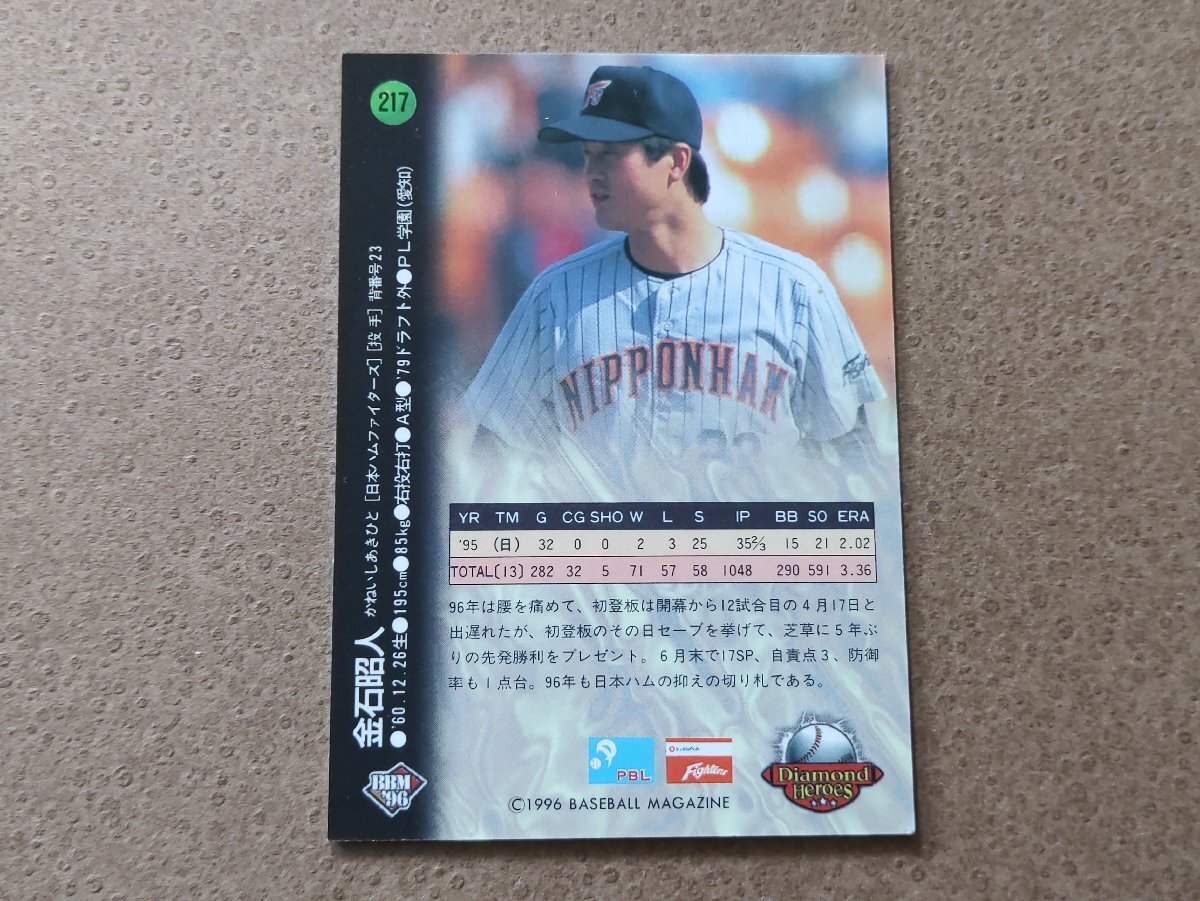 217
金石昭人 かねいしあきひと [日本ハムファイターズ] [投手] 背番号23
●'60.12.26生●195cm●85kg●右投右打●A型●'79ドラフト外●PL学園(愛知)
NIPPONHAM
23
YR TM G CG SHO W L S IP BB SO ERA
'95 (日) 32 0 0 2 3 25 35⅔ 15 21 2.02
TOTAL(13) 282 32 5 71 57 58 1048 290 591 3.36
96年は腰を痛めて、初登板は開幕から12試合目の4月17日と
出遅れたが、初登板のその日セーブを挙げて、芝草に5年ぶ
りの先発勝利をプレゼント。6月末で17SP、自責点3、防御
率も1点台。96年も日本ハムの抑えの切り札である。
PBL
Fighters
Diamond
Heroes
BBM
'96
©1996 BASEBALL MAGAZINE